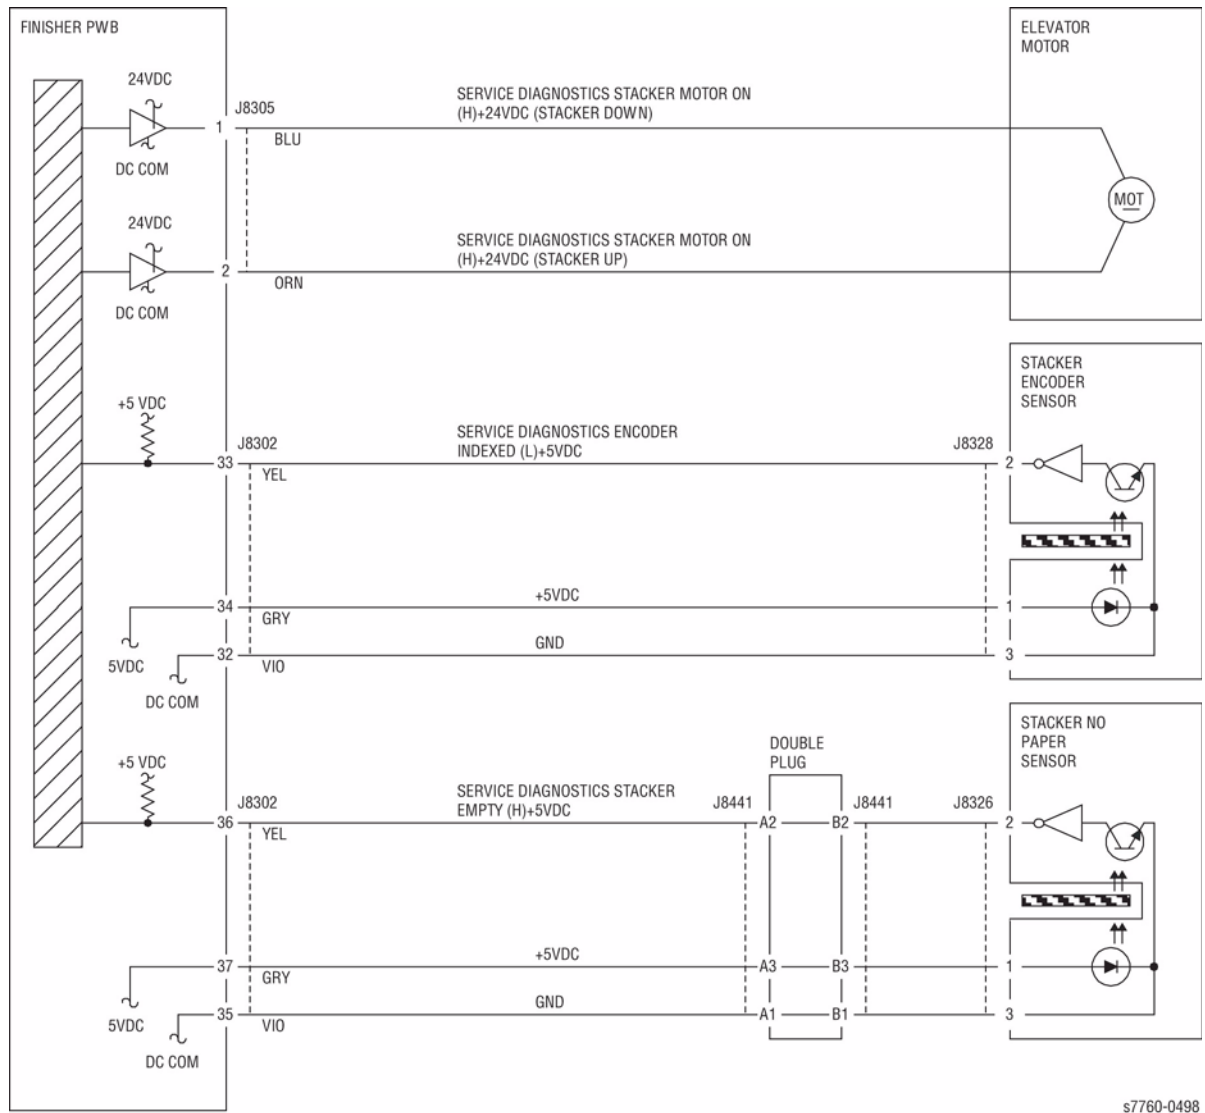 FINISHER PWB
ELEVATOR
MOTOR
24VDC
J8305
SERVICE DIAGNOSTICS STACKER MOTOR ON
(H)+24VDC (STACKER DOWN)
1
BLU
DC COM
MOT
24VDC
SERVICE DIAGNOSTICS STACKER MOTOR ON
(H)+24VDC (STACKER UP)
2
ORN
DC COM
STACKER
ENCODER
SENSOR
+5 VDC
J8302
SERVICE DIAGNOSTICS ENCODER
INDEXED (L)+5VDC
J8328
33
YEL
2
+5VDC
34
GRY
1
GND
5VDC
32
VIO
3
DC COM
STACKER NO
PAPER
SENSOR
DOUBLE
PLUG
+5 VDC
J8302
SERVICE DIAGNOSTICS STACKER
EMPTY (H)+5VDC
J8441
J8441
J8326
36
YEL
A2
B2
2
+5VDC
37
GRY
A3
B3
1
GND
5VDC
35
VIO
A1
B1
3
DC COM
s7760-0498